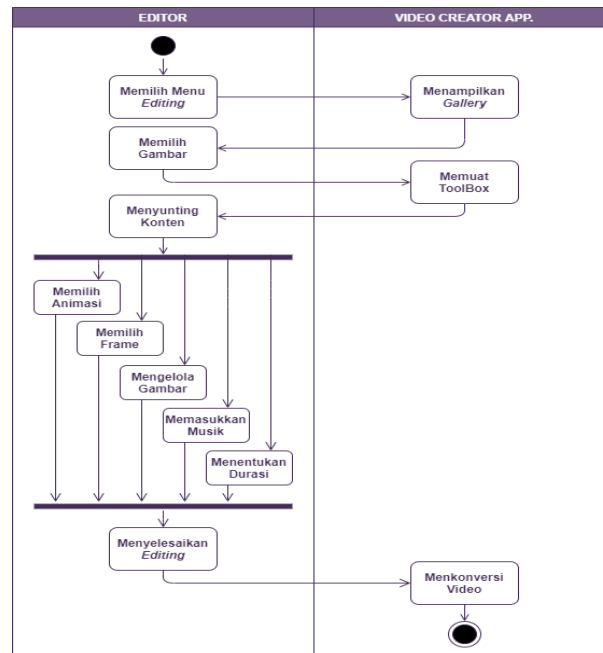 EDITOR
VIDEO CREATOR APP.
Memilih Menu
Editing
Menampilkan
Gallery
Memilih
Gambar
Memuat
ToolBox
Menyunting
Konten
Memilih
Animasi
Memilih
Frame
Mengelola
Gambar
Memasukkan
Musik
Menentukan
Durasi
Menyelesaikan
Editing
Menkonversi
Video